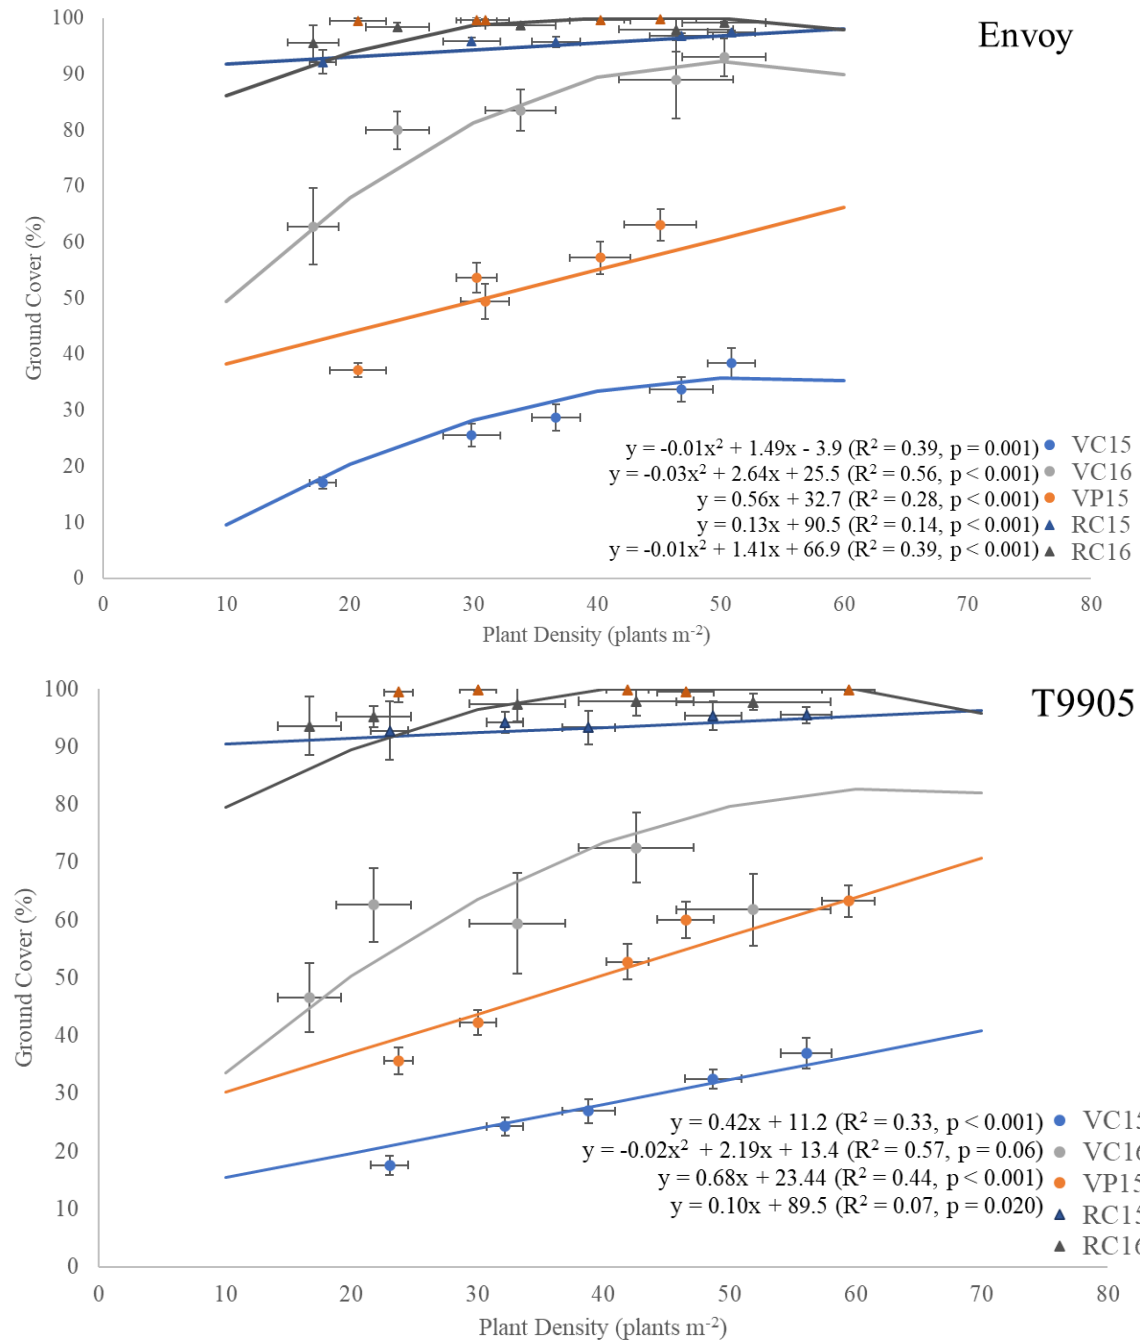 Envoy
100
90
80
70
60
50
40
30
20
10
0
Ground Cover (%)
y = -0.01x² + 1.49x - 3.9 (R² = 0.39, p = 0.001) VC15
y = -0.03x² + 2.64x + 25.5 (R² = 0.56, p < 0.001) VC16
y = 0.56x + 32.7 (R² = 0.28, p < 0.001) VP15
y = 0.13x + 90.5 (R² = 0.14, p < 0.001) RC15
y = -0.01x² + 1.41x + 66.9 (R² = 0.39, p < 0.001) RC16
0 10 20 30 40 50 60 70 80
Plant Density (plants m⁻²)
T9905
100
90
80
70
60
50
40
30
20
10
0
Ground Cover (%)
y = 0.42x + 11.2 (R² = 0.33, p < 0.001) VC15
y = -0.02x² + 2.19x + 13.4 (R² = 0.57, p = 0.06) VC16
y = 0.68x + 23.44 (R² = 0.44, p < 0.001) VP15
y = 0.10x + 89.5 (R² = 0.07, p = 0.020) RC15
RC16
0 10 20 30 40 50 60 70 80
Plant Density (plants m⁻²)